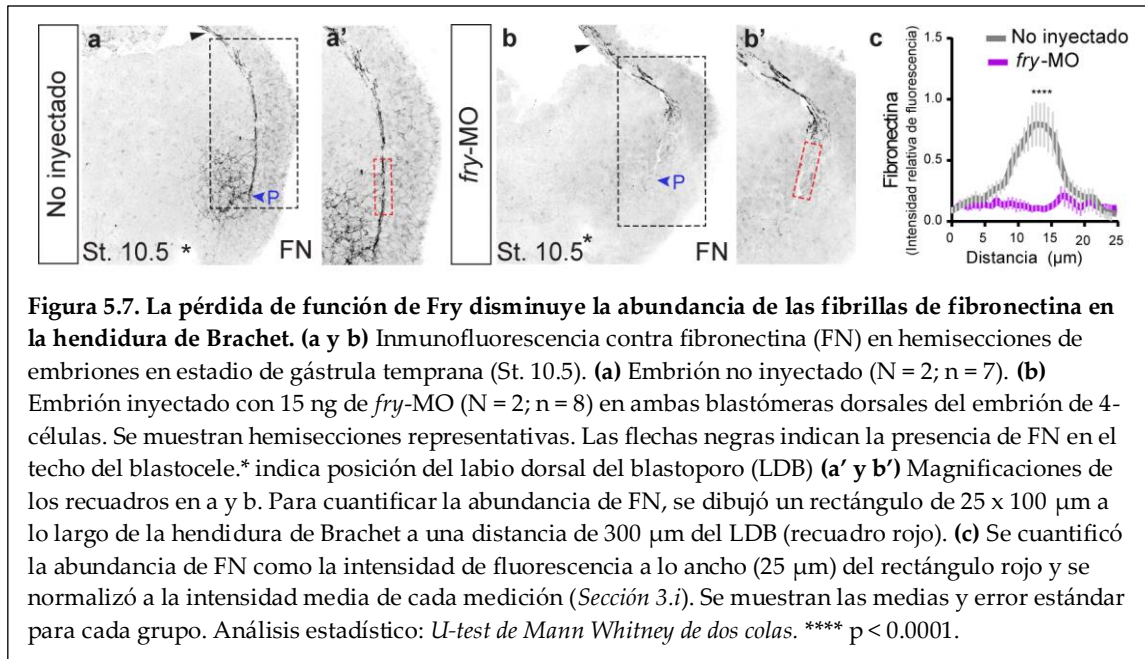 No inyectado
a
P
St. 10.5 *
FN
a’
fry-MO
b
P
St. 10.5*
FN
b’
c
No inyectado
fry-MO
****
Fibronectina
(Intensidad relativa de fluorescencia)
1.5
1.0
0.5
0.0
0 5 10 15 20 25
Distancia (µm)
Figura 5.7. La pérdida de función de Fry disminuye la abundancia de las fibrillas de fibronectina en
la hendidura de Brachet. (a y b) Inmunofluorescencia contra fibronectina (FN) en hemisecciones de
embriones en estadio de gástrula temprana (St. 10.5). (a) Embrión no inyectado (N = 2; n = 7). (b)
Embrión inyectado con 15 ng de fry-MO (N = 2; n = 8) en ambas blastómeras dorsales del embrión de 4-
células. Se muestran hemisecciones representativas. Las flechas negras indican la presencia de FN en el
techo del blastocele.* indica posición del labio dorsal del blastoporo (LDB) (a’ y b’) Magnificaciones de
los recuadros en a y b. Para cuantificar la abundancia de FN, se dibujó un rectángulo de 25 x 100 µm a
lo largo de la hendidura de Brachet a una distancia de 300 µm del LDB (recuadro rojo). (c) Se cuantificó
la abundancia de FN como la intensidad de fluorescencia a lo ancho (25 µm) del rectángulo rojo y se
normalizó a la intensidad media de cada medición (Sección 3.i). Se muestran las medias y error estándar
para cada grupo. Análisis estadístico: U-test de Mann Whitney de dos colas. **** p < 0.0001.